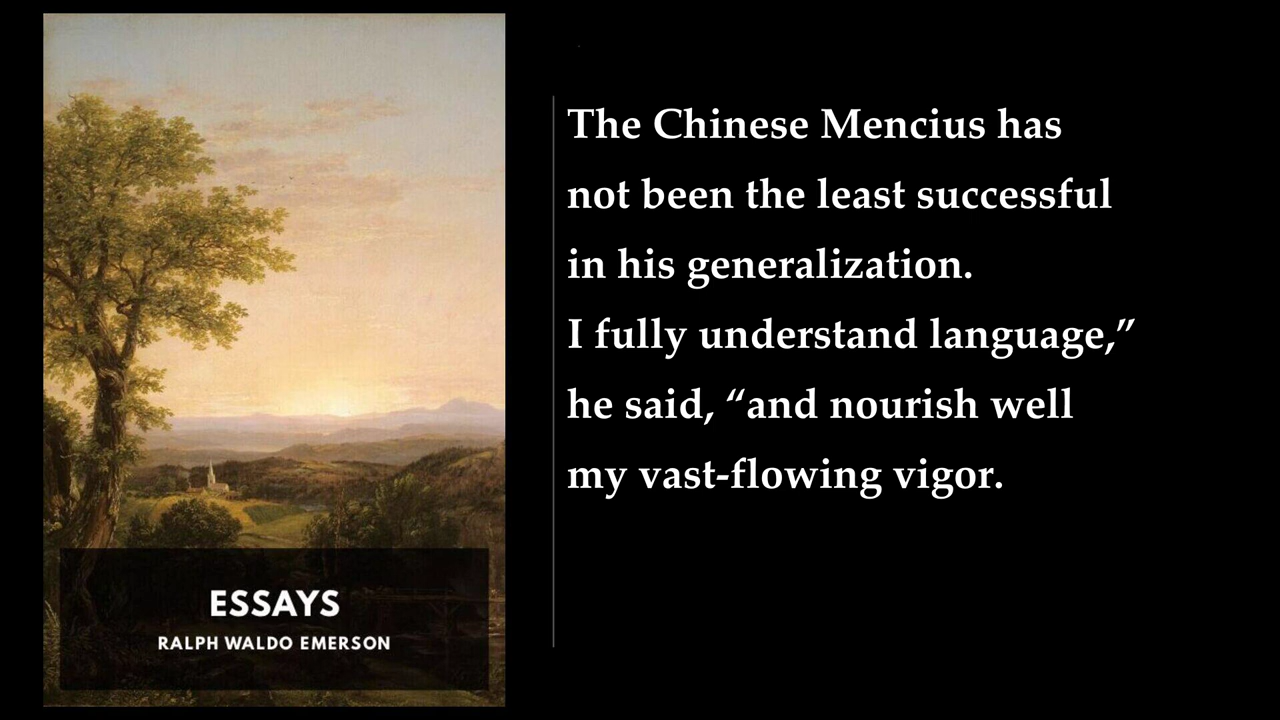 ESSAYS
RALPH WALDO EMERSON
The Chinese Mencius has
not been the least successful
in his generalization.
I fully understand language,”
he said, “and nourish well
my vast-flowing vigor.